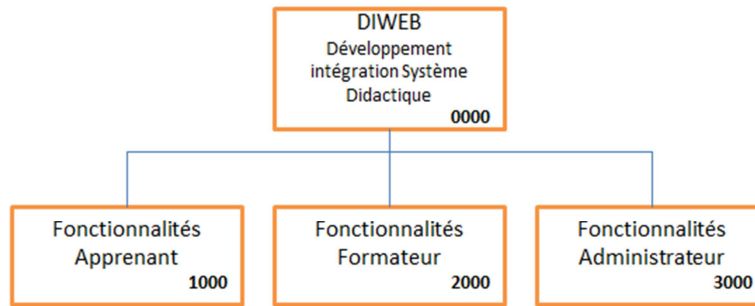 DIWEB
Développement
intégration Système
Didactique
0000
Fonctionnalités
Apprenant
1000
Fonctionnalités
Formateur
2000
Fonctionnalités
Administrateur
3000